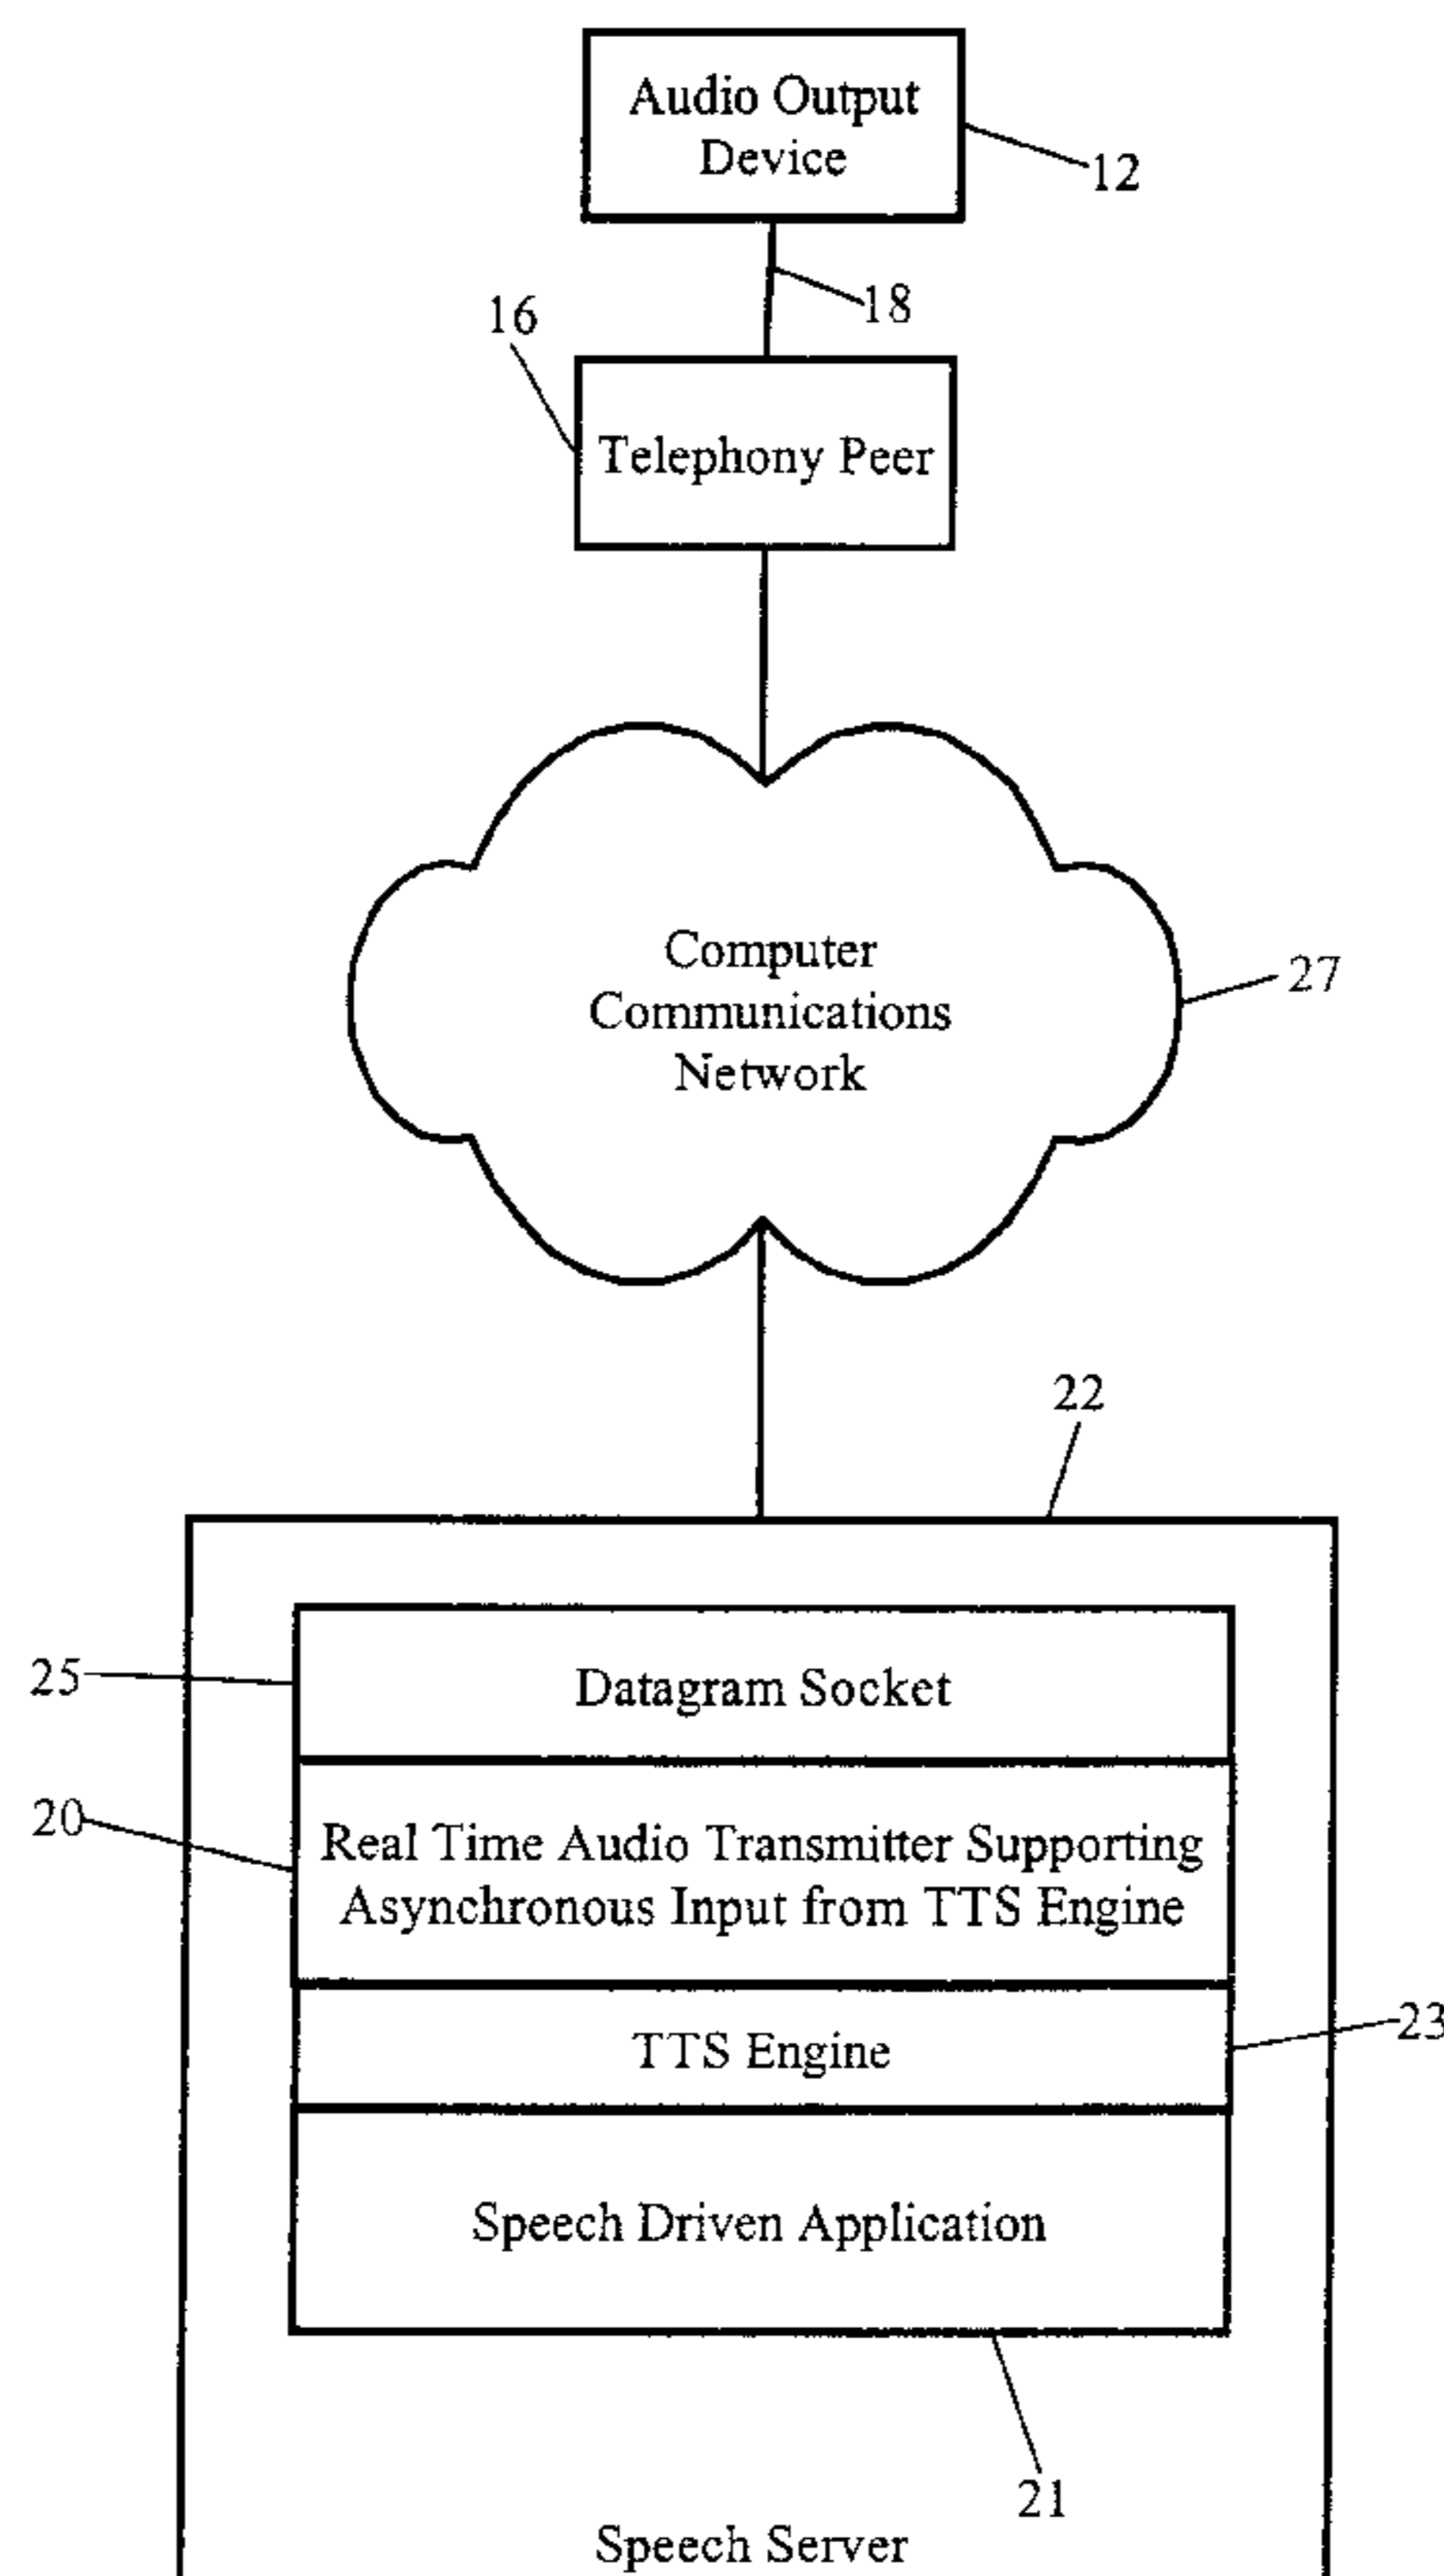 Audio Output
Device
12
18
16
Telephony Peer
Computer
Communications
Network
27
22
25
Datagram Socket
20
Real Time Audio Transmitter Supporting
Asynchronous Input from TTS Engine
23
TTS Engine
Speech Driven Application
21
Speech Server